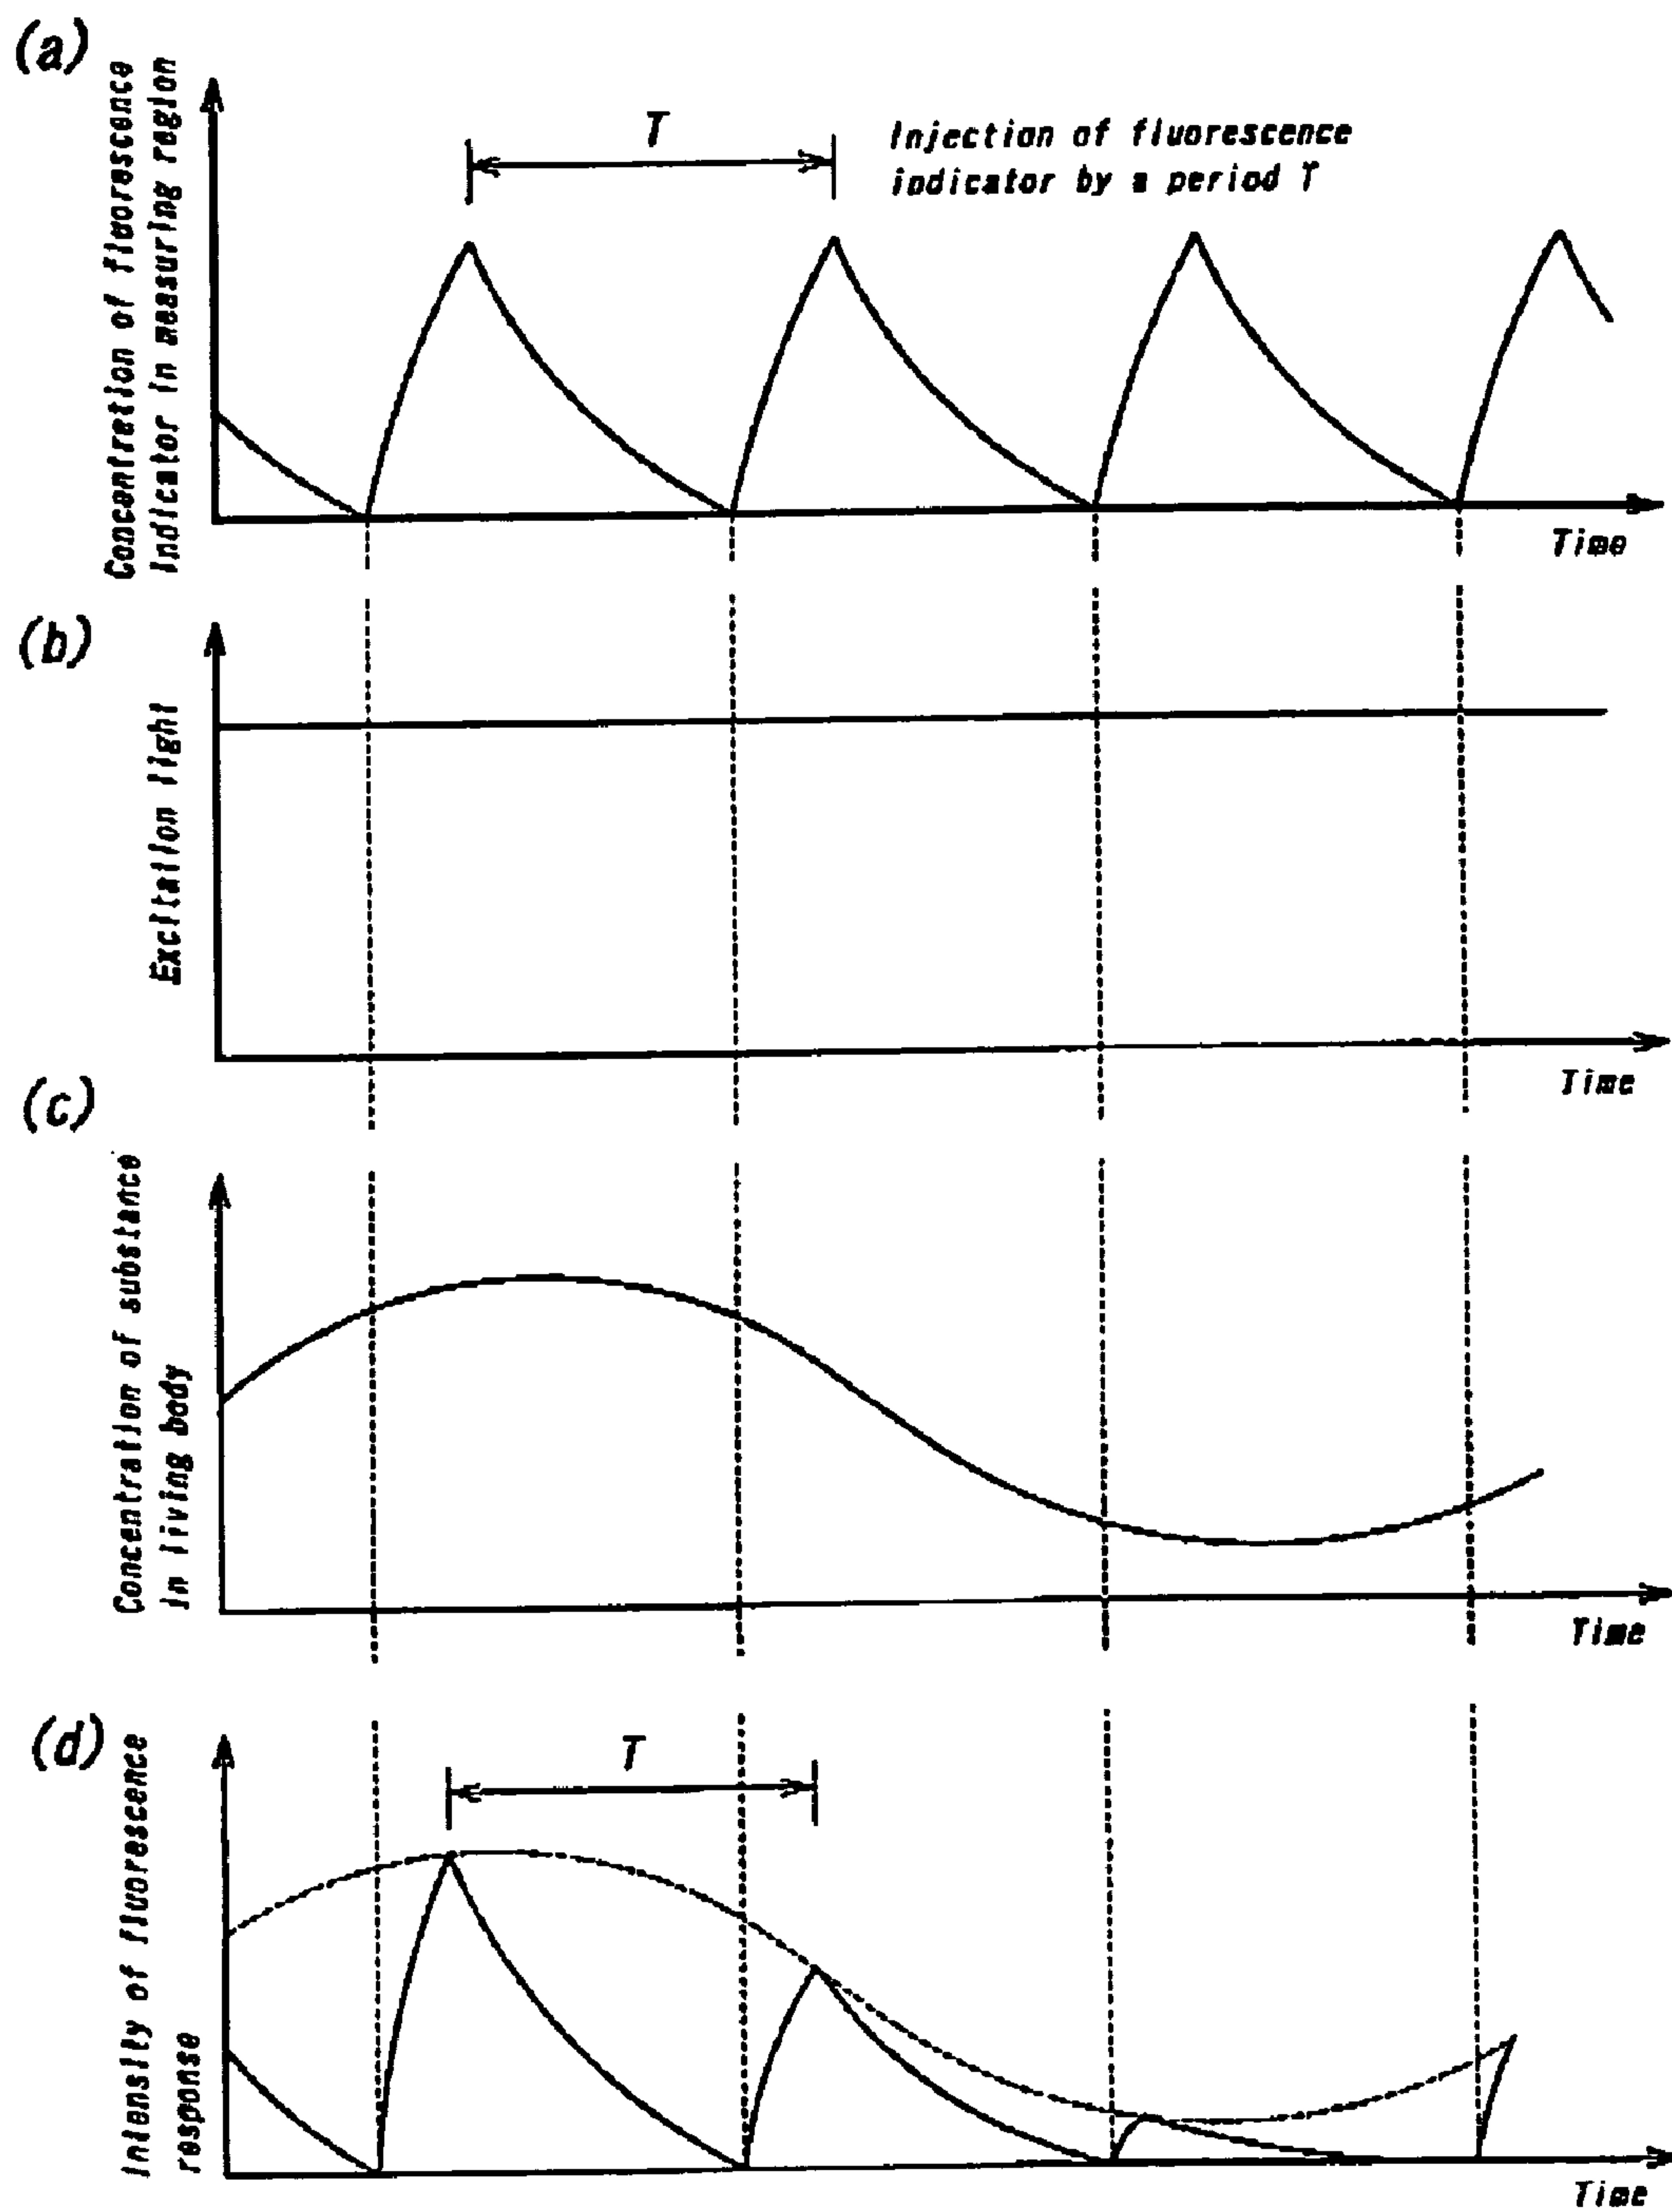 (a)
Concentration of fluorescence
indicator in measuring region
T
Injection of fluorescence
indicator by a period T
Time
(b)
Excitation light
Time
(c)
Concentration of substance
in living body
Time
(d)
Intensity of fluorescence
response
T
Time